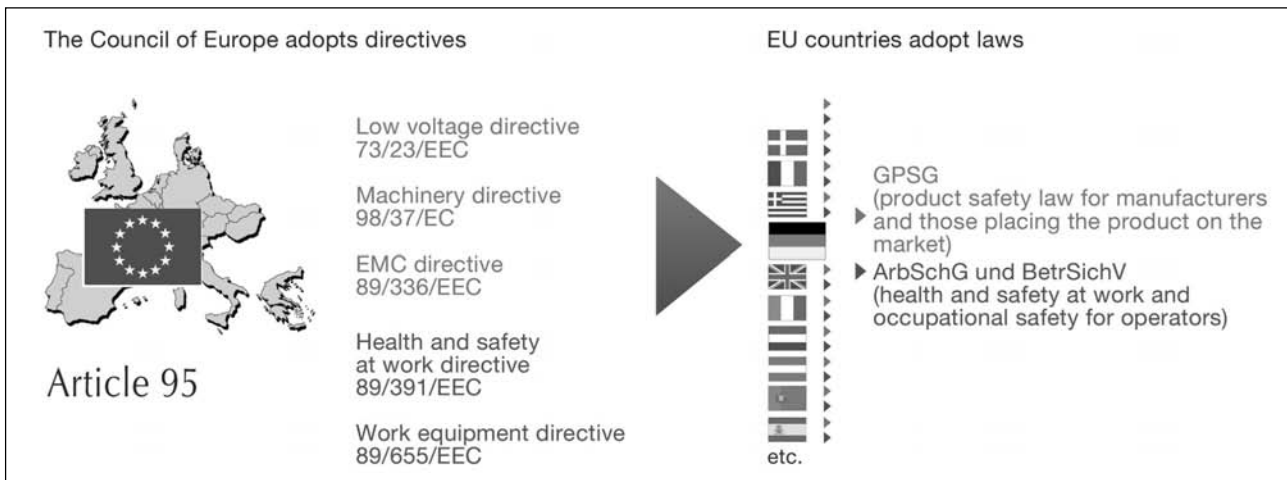 The Council of Europe adopts directives
Low voltage directive
73/23/EEC
Machinery directive
98/37/EC
EMC directive
89/336/EEC
Health and safety
at work directive
89/391/EEC
Work equipment directive
89/655/EEC
Article 95
EU countries adopt laws
GPSG
(product safety law for manufacturers
and those placing the product on the
market)
ArbSchG und BetrSichV
(health and safety at work and
occupational safety for operators)
etc.